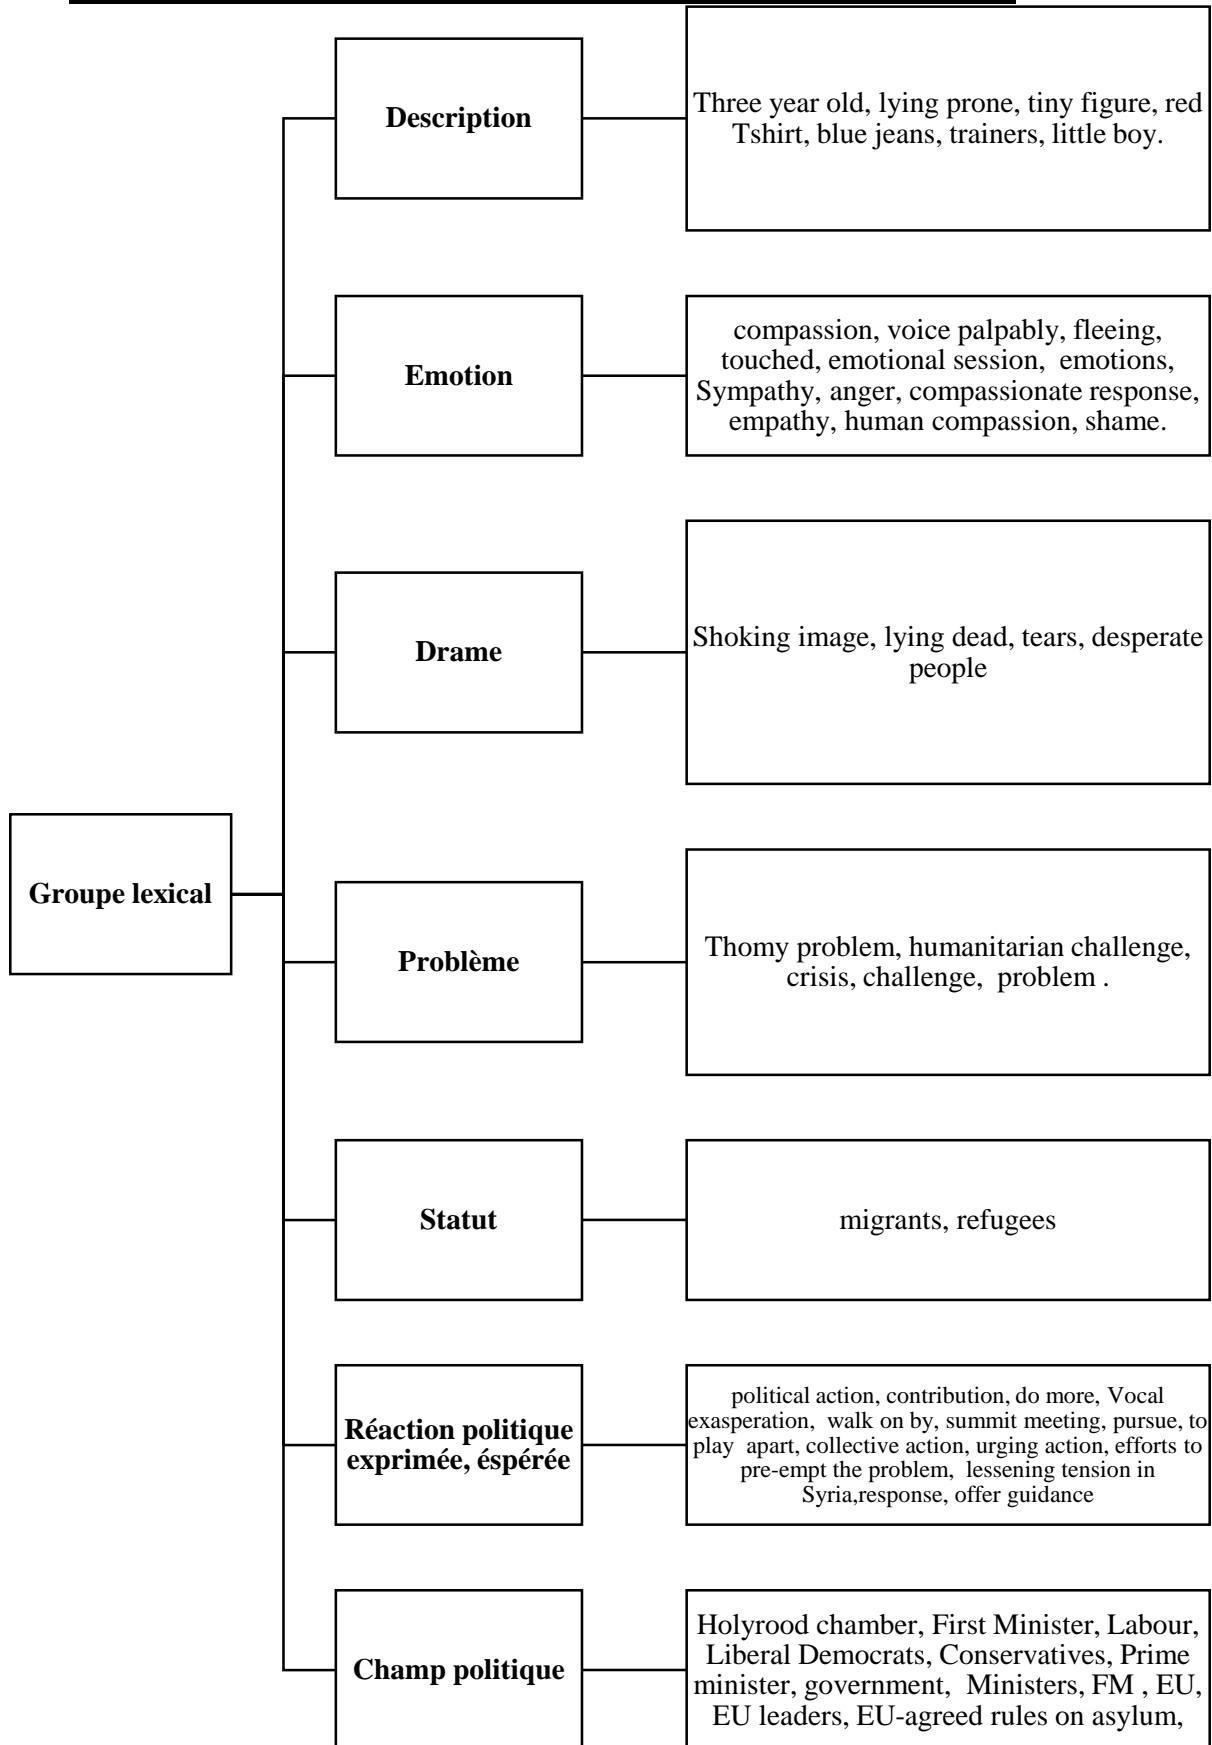 Description
Three year old, lying prone, tiny figure, red
Tshirt, blue jeans, trainers, little boy.
Emotion
compassion, voice palpably, fleeing,
touched, emotional session, emotions,
Sympathy, anger, compassionate response,
empathy, human compassion, shame.
Drame
Shoking image, lying dead, tears, desperate
people
Groupe lexical
Problème
Thomy problem, humanitarian challenge,
crisis, challenge, problem .
Statut
migrants, refugees
Réaction politique
exprimée, éspérée
political action, contribution, do more, Vocal
exasperation, walk on by, summit meeting, pursue, to
play apart, collective action, urging action, efforts to
pre-empt the problem, lessening tension in
Syria,response, offer guidance
Champ politique
Holyrood chamber, First Minister, Labour,
Liberal Democrats, Conservatives, Prime
minister, government, Ministers, FM , EU,
EU leaders, EU-agreed rules on asylum,